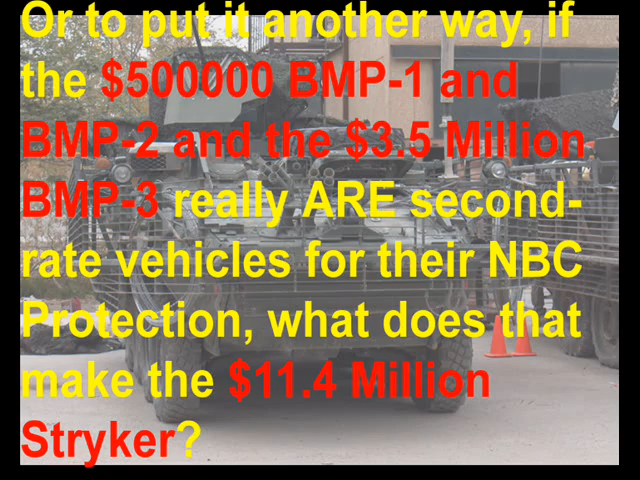 Or to put it another way, if
the $500000 BMP-1 and
BMP-2 and the $3.5 Million
BMP-3 really ARE second-
rate vehicles for their NBC
Protection, what does that
make the $11.4 Million
Stryker?